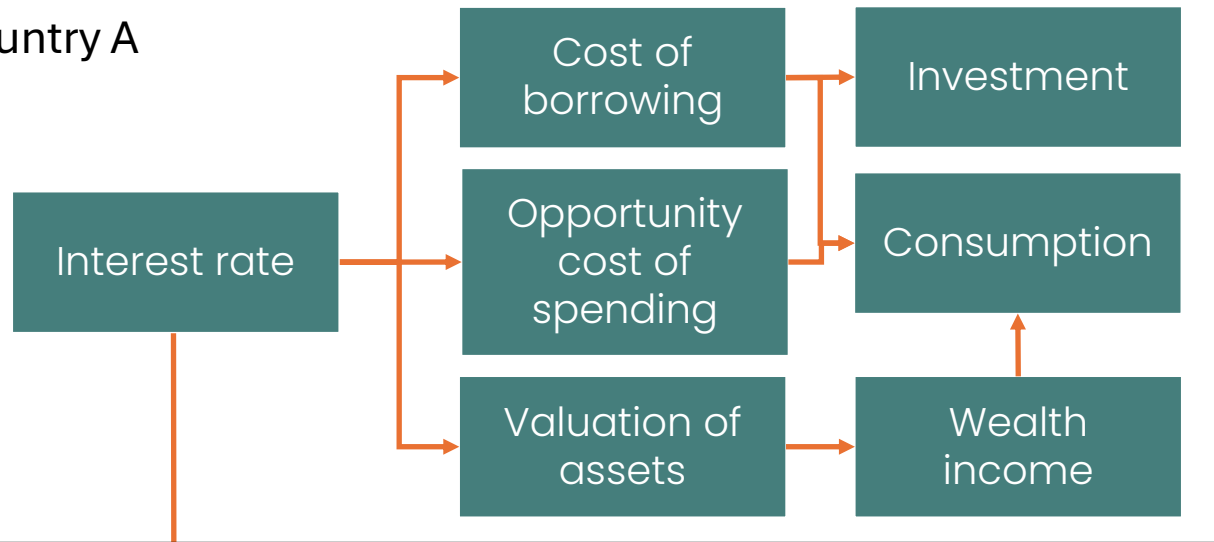 untry A
Cost of
borrowing
Investment
Interest rate
Opportunity
cost of
spending
Consumption
Valuation of
assets
Wealth
income